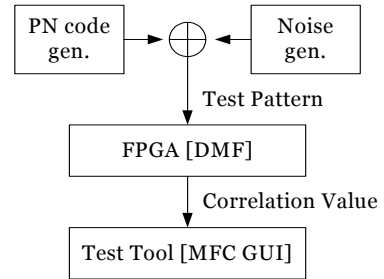 PN code
gen.
Noise
gen.
Test Pattern
FPGA [DMF]
Correlation Value
Test Tool [MFC GUI]